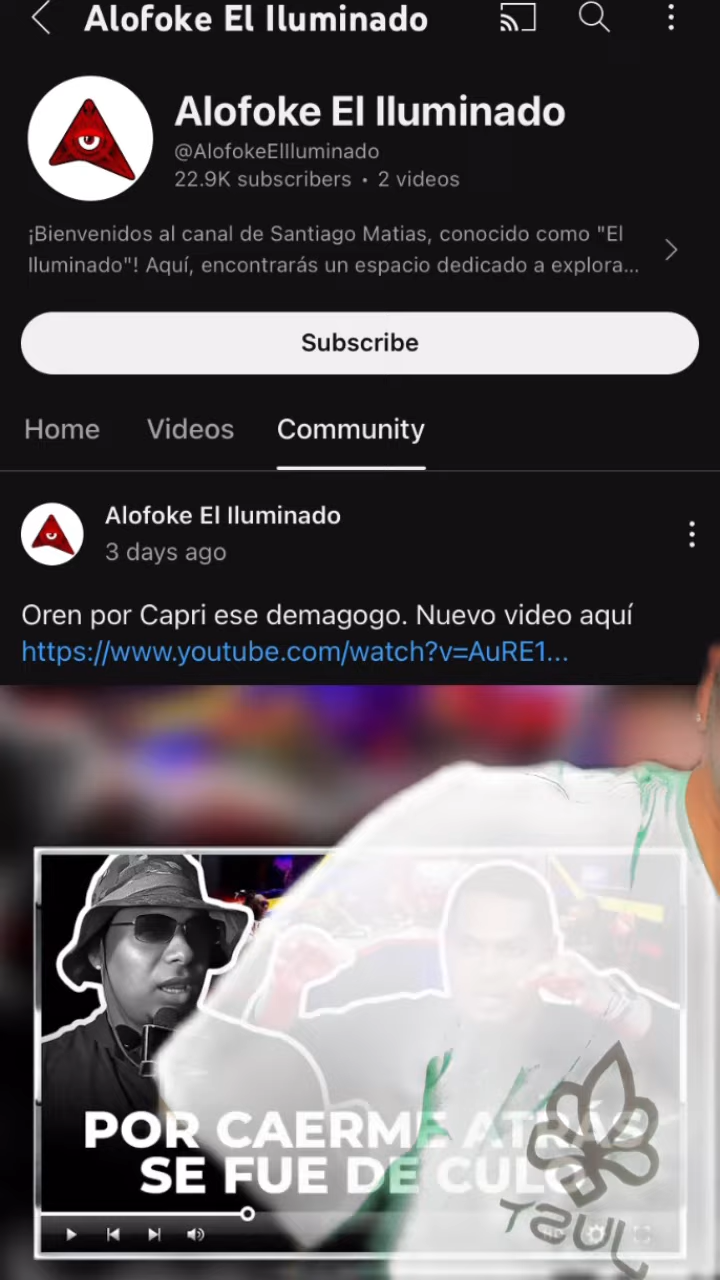 Alofoke El Iluminado
Alofoke El Iluminado
@AlofokeElIluminado
22.9K subscribers • 2 videos
¡Bienvenidos al canal de Santiago Matias, conocido como "El
Iluminado"! Aquí, encontrarás un espacio dedicado a explora...
Subscribe
Home Videos Community
Alofoke El Iluminado
3 days ago
Oren por Capri ese demagogo. Nuevo video aquí
https://www.youtube.com/watch?v=AuRE1...
POR CAERME ATRAS
SE FUE DE CULO